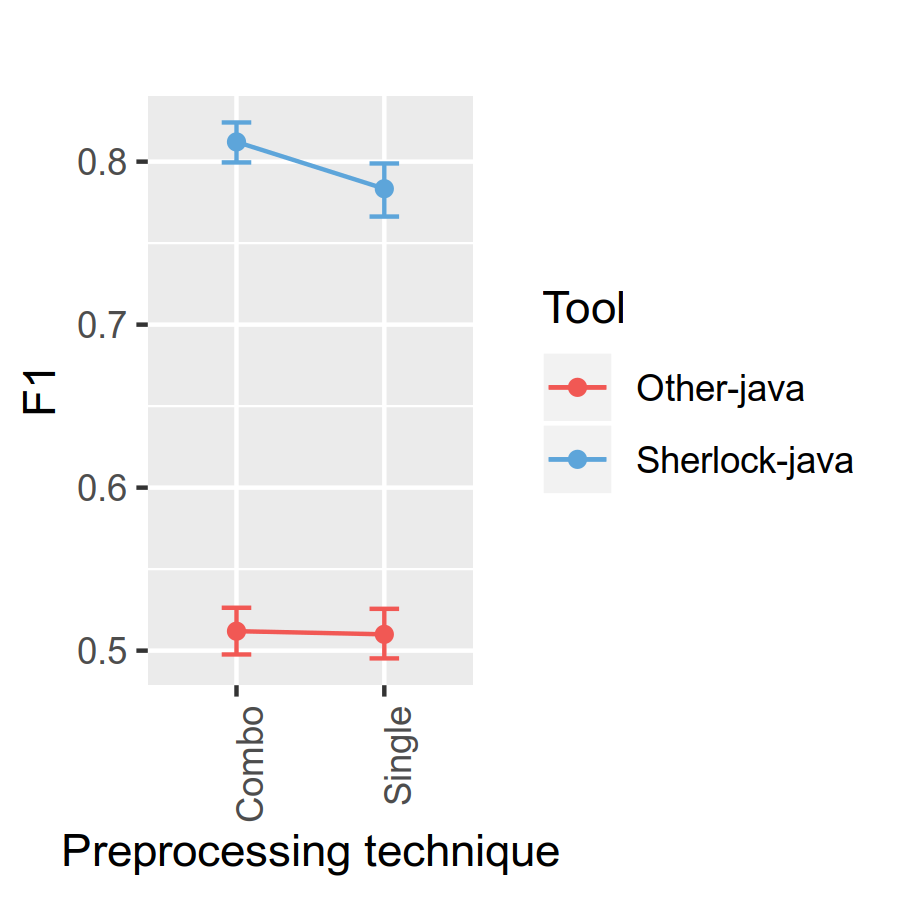 F1
0.8
0.7
0.6
0.5
Combo
Single
Preprocessing technique
Tool
Other-java
Sherlock-java